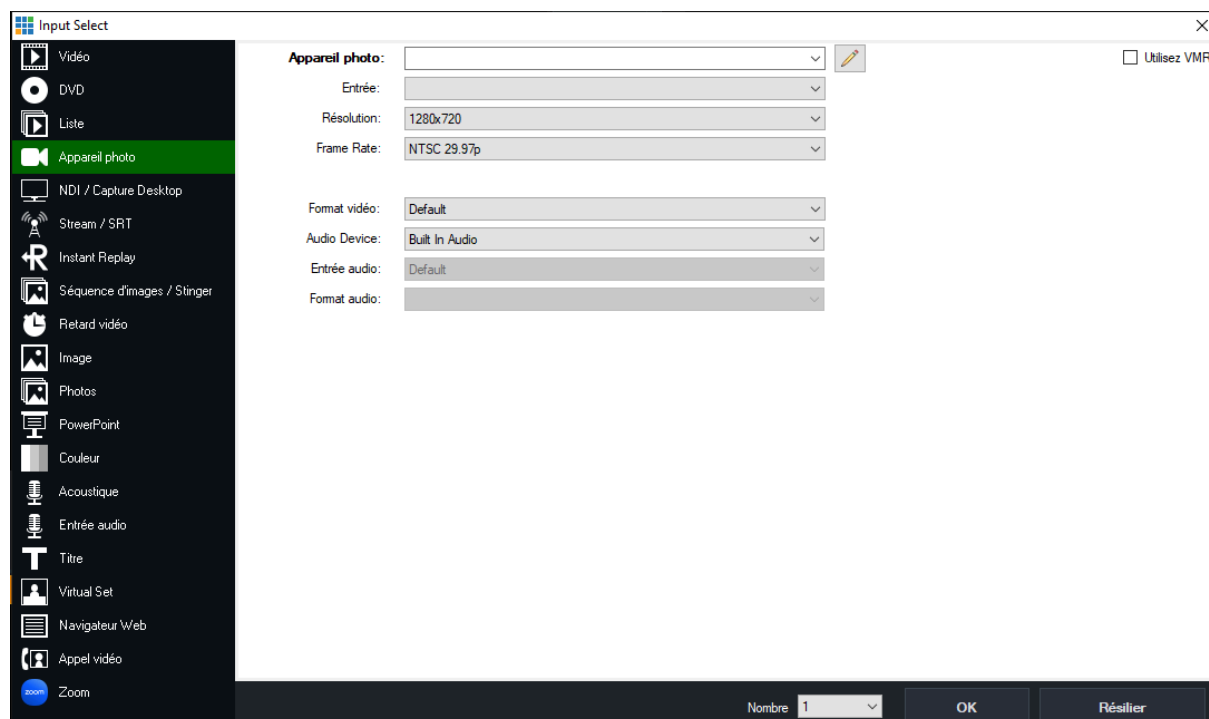 Input Select
Vidéo
DVD
Liste
Appareil photo
NDI / Capture Desktop
Stream / SRT
Instant Replay
Séquence d'images / Stinger
Retard vidéo
Image
Photos
PowerPoint
Couleur
Acoustique
Entrée audio
Titre
Virtual Set
Navigateur Web
Appel vidéo
zoom Zoom
Appareil photo:
Utilisez VMR
Entrée:
Résolution: 1280x720
Frame Rate: NTSC 29.97p
Format vidéo: Default
Audio Device: Built In Audio
Entrée audio: Default
Format audio:
Nombre 1 OK Résilier